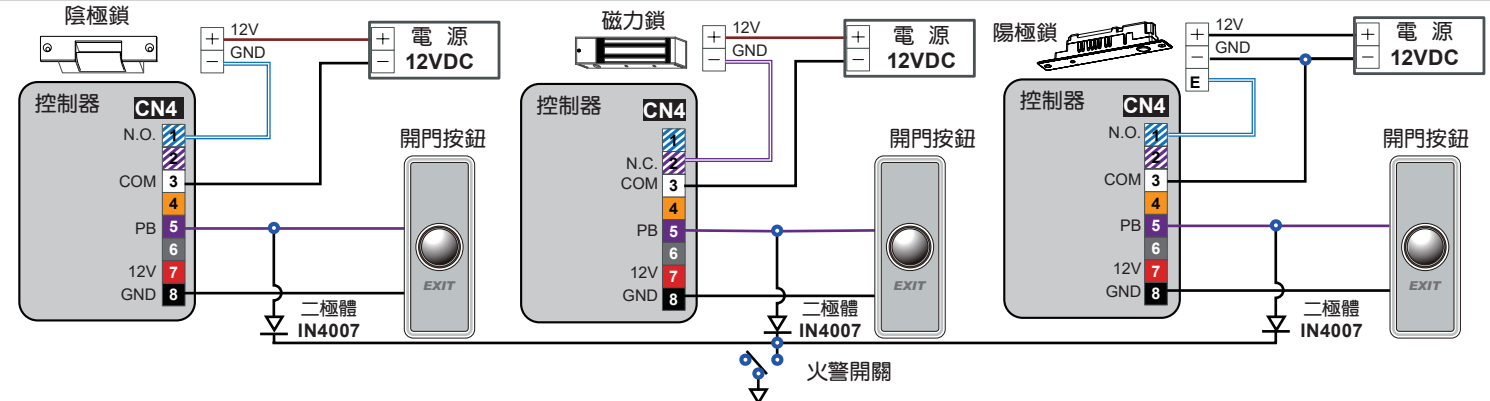 陰極鎖
+ 12V
− GND
+ 電 源
− 12VDC
控制器 CN4
N.O. 1
2
COM 3
4
PB 5
6
12V 7
GND 8
開門按鈕
EXIT
二極體
IN4007
磁力鎖
+ 12V
− GND
+ 電 源
− 12VDC
控制器 CN4
1
N.C. 2
COM 3
4
PB 5
6
12V 7
GND 8
開門按鈕
EXIT
二極體
IN4007
火警開關
陽極鎖
+ 12V
− GND
E
+ 電 源
− 12VDC
控制器 CN4
N.O. 1
2
COM 3
4
PB 5
6
12V 7
GND 8
開門按鈕
EXIT
二極體
IN4007